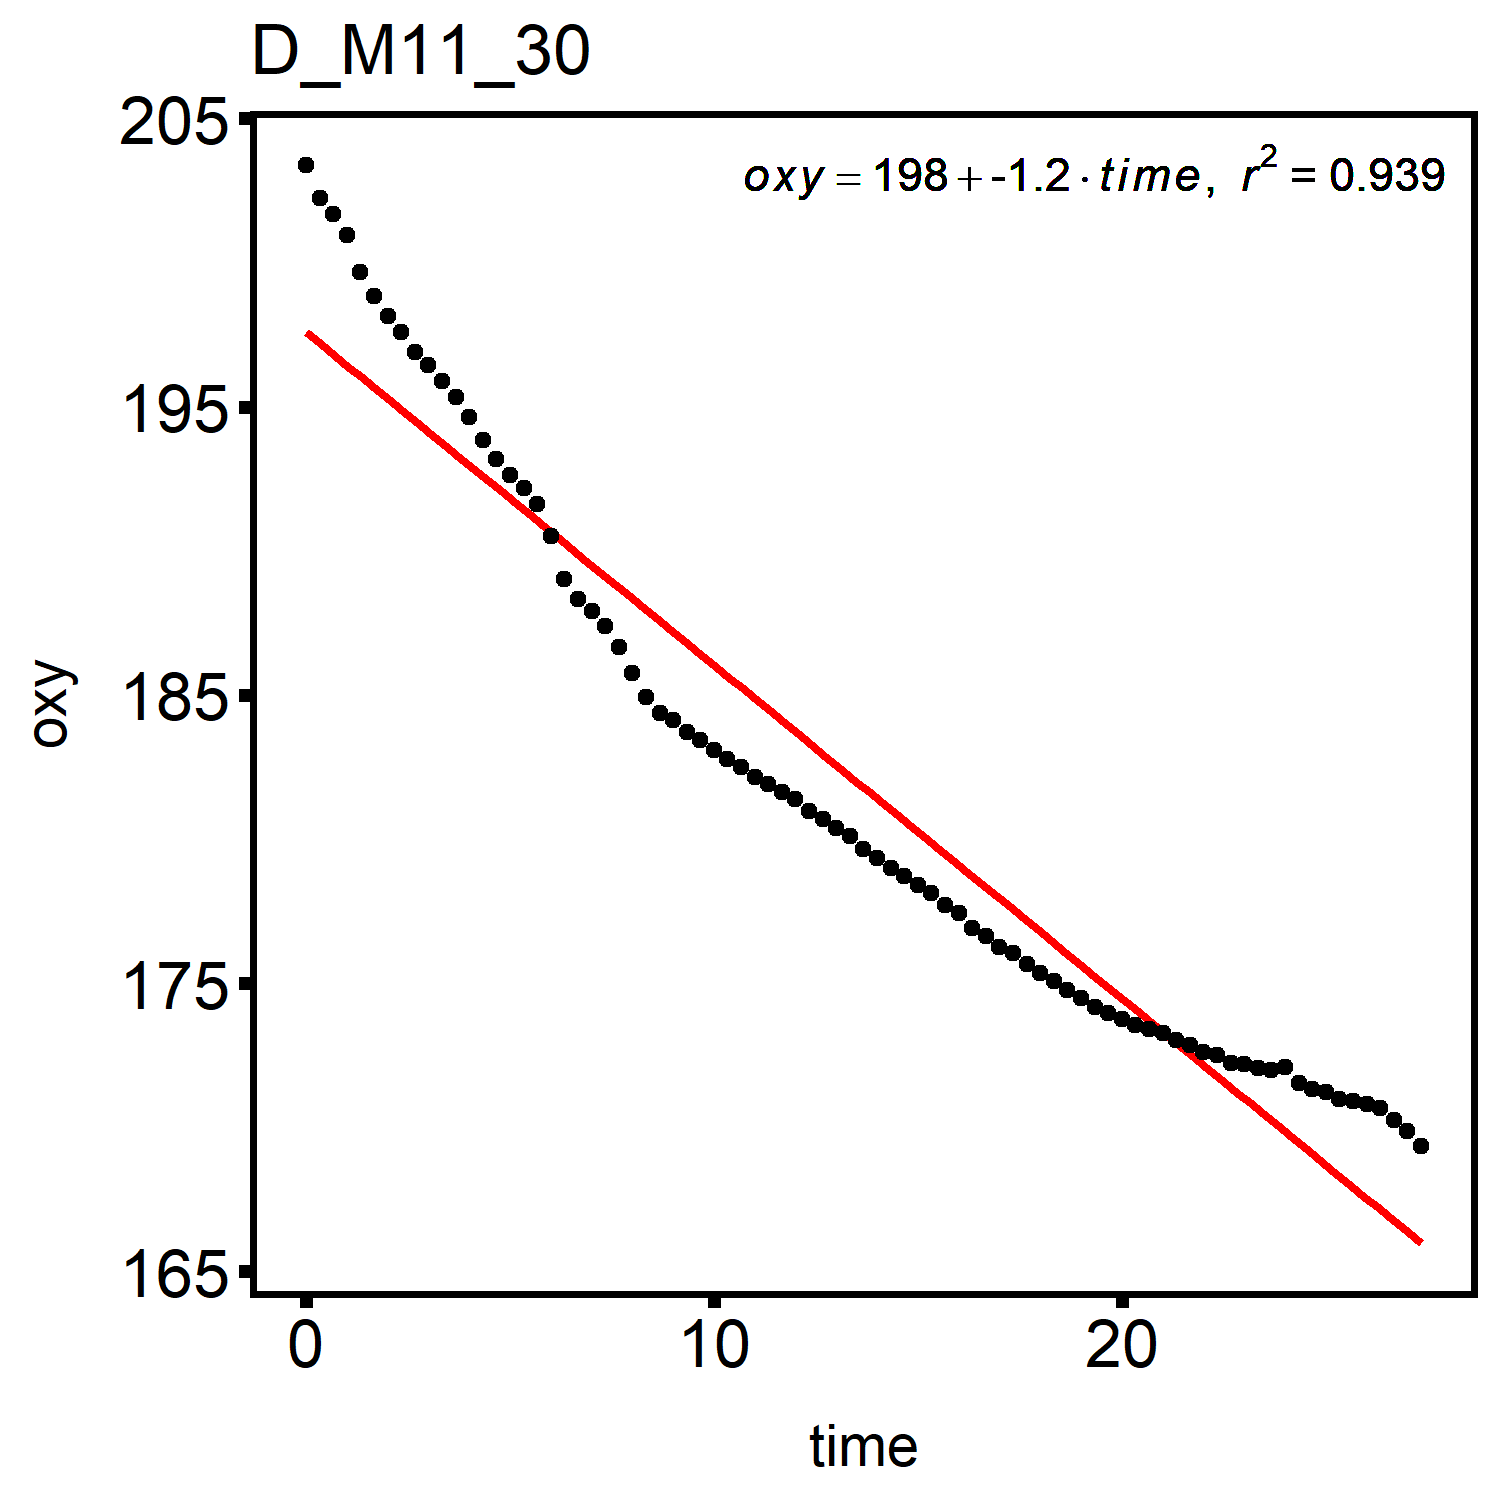 D_M11_30
oxy = 198 + -1.2 · time, r² = 0.939
205
195
185
175
165
oxy
0 10 20
time